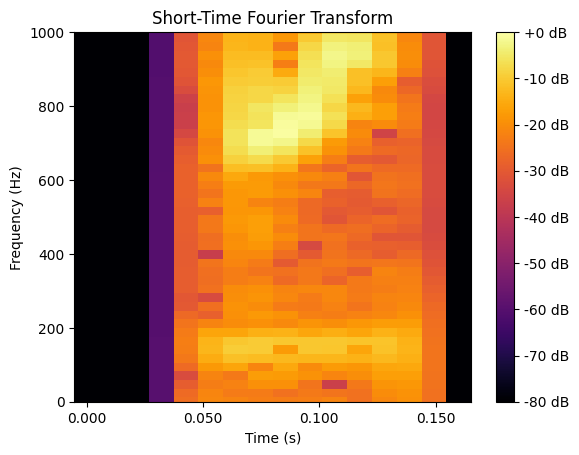 Short-Time Fourier Transform
Frequency (Hz)
1000
800
600
400
200
0
0.000 0.050 0.100 0.150
Time (s)
+0 dB
-10 dB
-20 dB
-30 dB
-40 dB
-50 dB
-60 dB
-70 dB
-80 dB